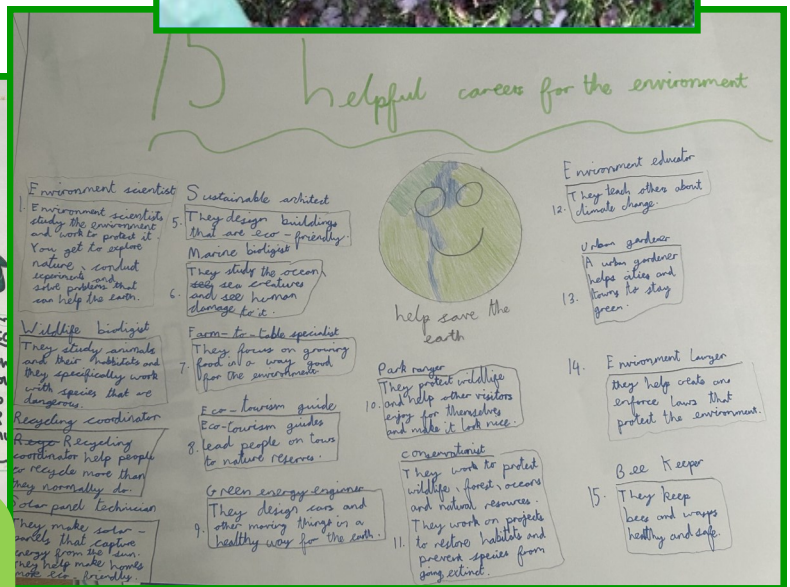 15 helpful careers for the environment
Environment scientist
1. Environment scientists
study the environment
and work to protect it.
You get to explore
nature, conduct
experiments and
solve problems that
can help the earth.
Wildlife bioligist
They study animals
and their habbitats and
they specifically work
with species that are
dangerous.
Recycling coordinator
Recycling
coordinator help people
to recycle more than
they normally do.
Solar panel technician
They make solar-
panels that capture
energy from the sun.
They help make homes
more eco-friendly.
Sustainable architect
5. They design buildings
that are eco-friendly.
Marine bioligist
They study the ocean,
sea creatures
6. and see human
damage to it.
Farm-to-table specialist
7. They focus on growing
food in a way good
for the environment.
Eco-tourism guide
Eco-tourism guides
8. lead people on tours
to nature reserves.
Green energy enginer
They design cars and
9. other moving things in a
healthy way for the earth.
help save the
earth
Park ranger
They protect wildlife
10. and help other visitors
enjoy for themselves
and make it look nice.
conservationist
They work to protect
wildlife, forest, oceans
and natural resources.
They work on projects
11. to restore habitats and
prevent species from
going extinct.
Environment educator
They teach others about
12. climate change.
Urban gardener
A urban gardener
helps cities and
13. towns to stay
green.
14. Enviroment Lawyer
they help create and
enforce laws that
protect the environment.
Bee Keeper
15. They keep
bees and wasps
healthy and safe.